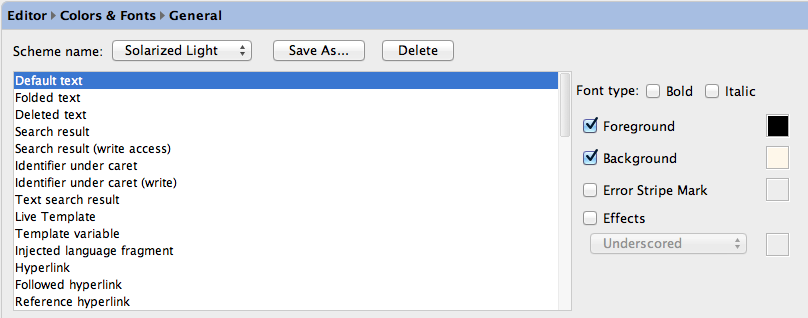 Editor ▸ Colors & Fonts ▸ General
Scheme name: Solarized Light Save As... Delete
Default text
Folded text
Deleted text
Search result
Search result (write access)
Identifier under caret
Identifier under caret (write)
Text search result
Live Template
Template variable
Injected language fragment
Hyperlink
Followed hyperlink
Reference hyperlink
Font type: Bold Italic
Foreground
Background
Error Stripe Mark
Effects
Underscored